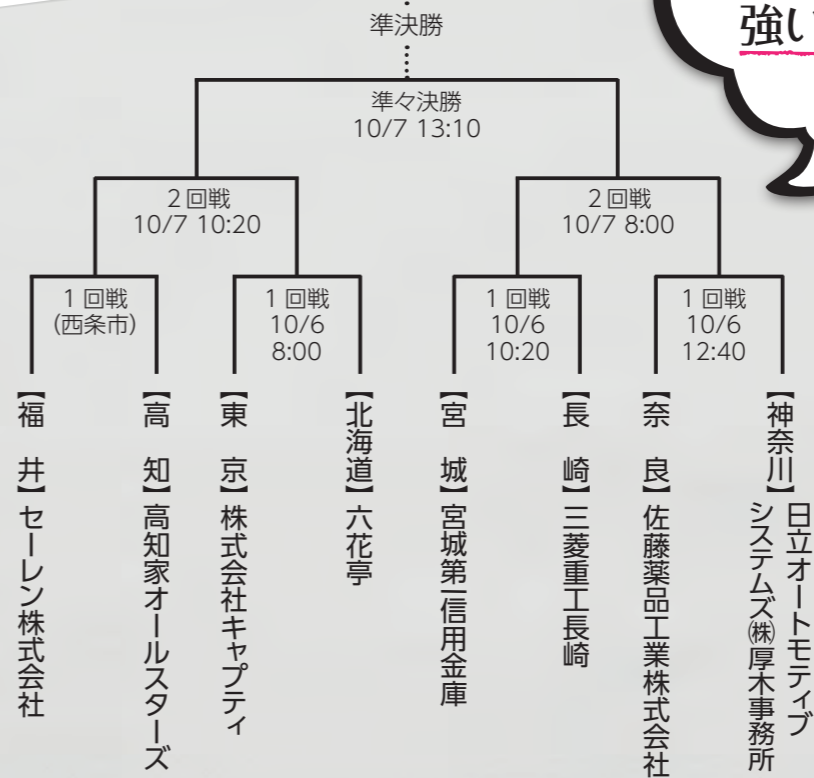 強い
準決勝
準々決勝
10/7 13:10
2回戦
10/7 10:20
2回戦
10/7 8:00
1回戦
(西条市)
1回戦
10/6
8:00
1回戦
10/6
10:20
1回戦
10/6
12:40
【福　井】セーレン株式会社
【高　知】高知家オールスターズ
【東　京】株式会社キャプティ
【北海道】六花亭
【宮　城】宮城第一信用金庫
【長　崎】三菱重工長崎
【奈　良】佐藤薬品工業株式会社
【神奈川】日立オートモティブ
システムズ㈱厚木事務所